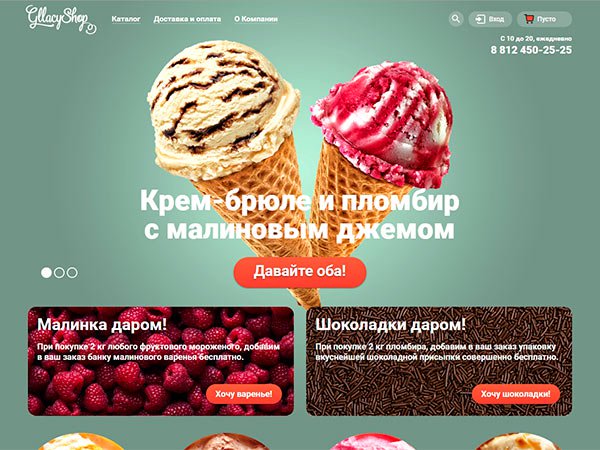 Gllacy Shop
Каталог Доставка и оплата О Компании Вход Пусто
С 10 до 20, ежедневно
8 812 450-25-25
Крем-брюле и пломбир
с малиновым джемом
Давайте оба!
Малинка даром!
При покупке 2 кг любого фруктового мороженого, добавим
в ваш заказ банку малинового варенья бесплатно.
Хочу варенье!
Шоколадки даром!
При покупке 2 кг пломбира, добавим в ваш заказ упаковку
вкуснейшей шоколадной присыпки совершенно бесплатно.
Хочу шоколадки!